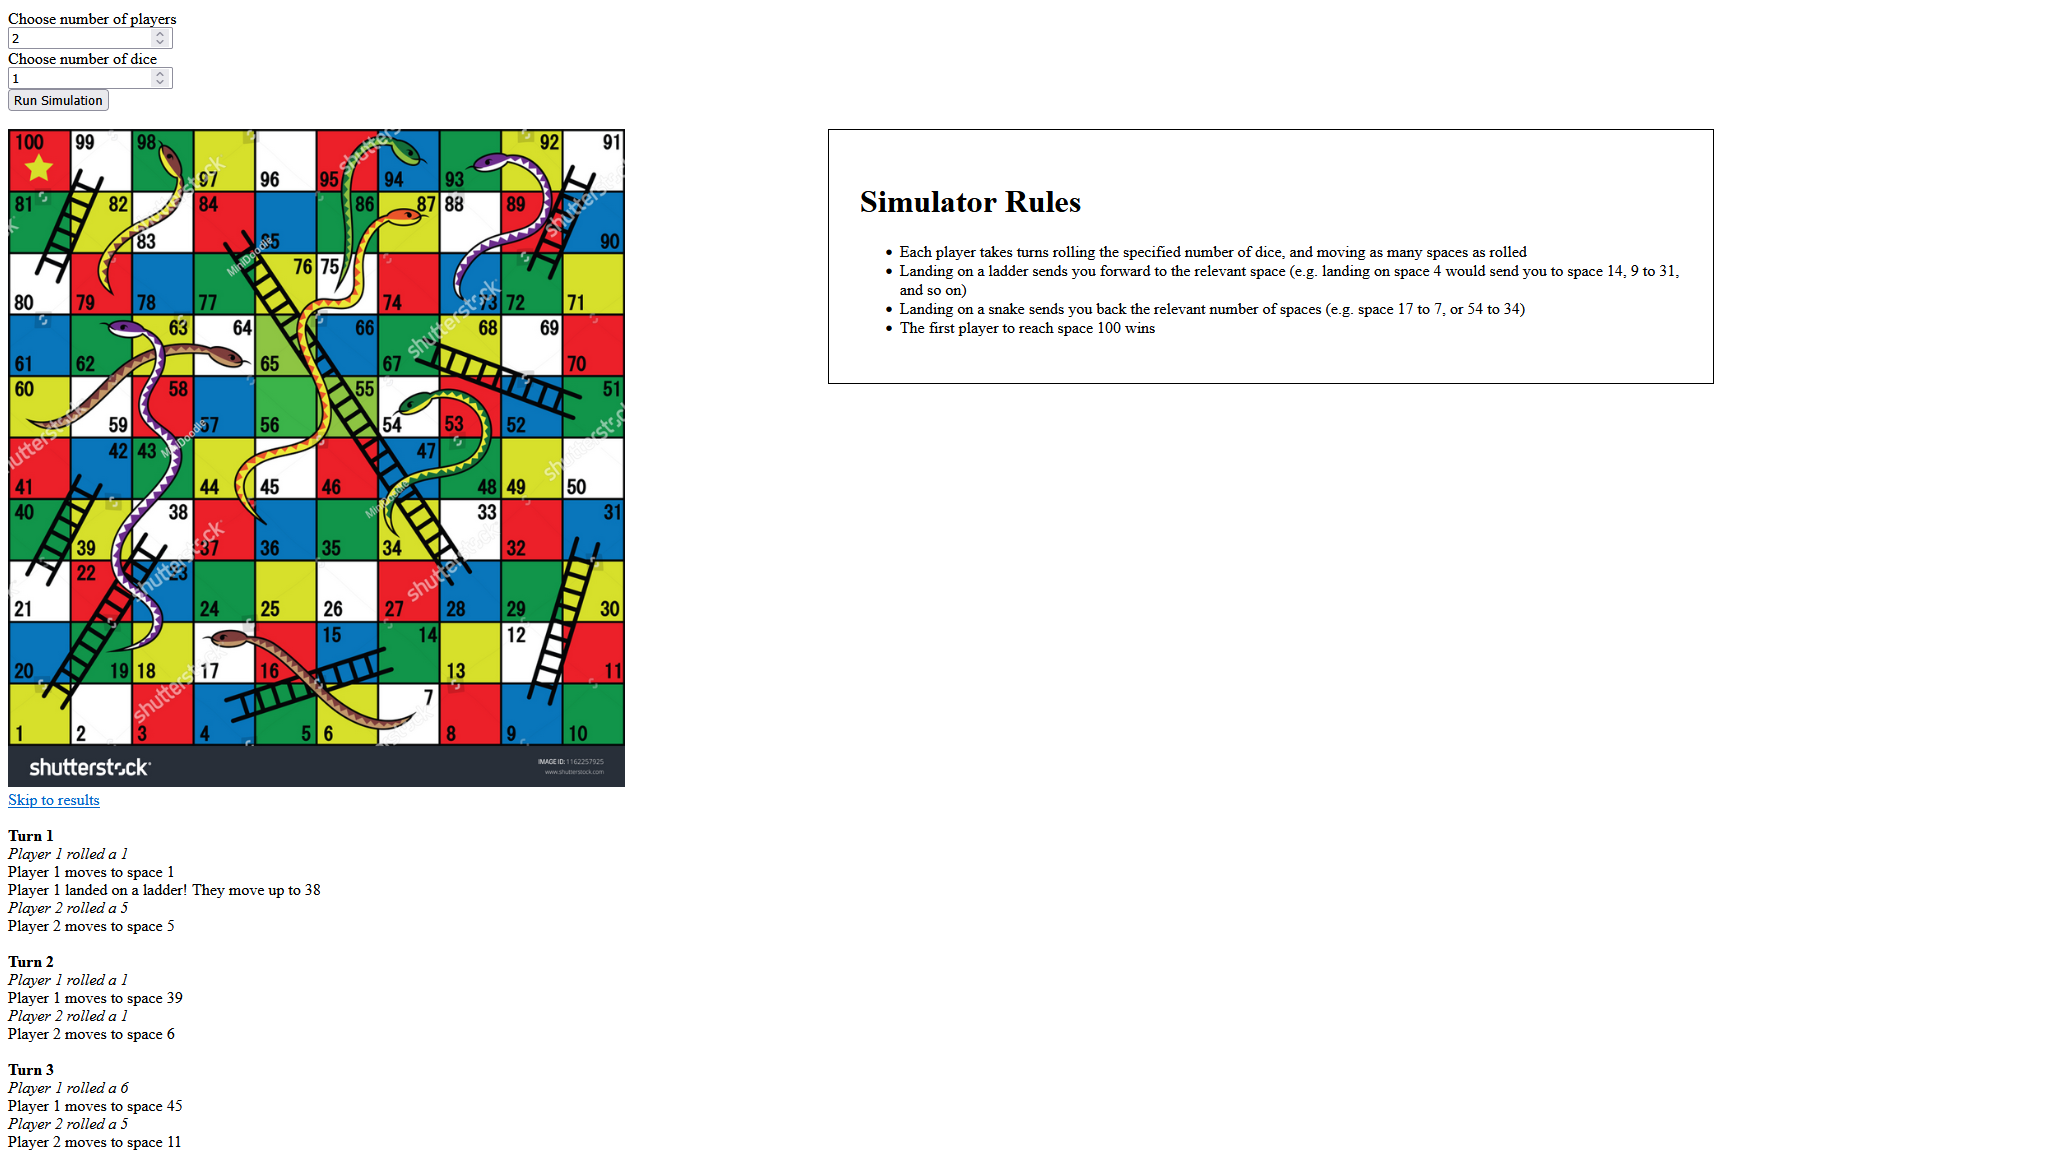 Choose number of players
2
Choose number of dice
1
Run Simulation
100 99 98 97 96 95 94 93 92 91
81 82 83 84 85 86 87 88 89 90
80 79 78 77 76 75 74 73 72 71
61 62 63 64 65 66 67 68 69 70
60 59 58 57 56 55 54 53 52 51
41 42 43 44 45 46 47 48 49 50
40 39 38 37 36 35 34 33 32 31
21 22 23 24 25 26 27 28 29 30
20 19 18 17 16 15 14 13 12 11
1 2 3 4 5 6 7 8 9 10
shutterstock
IMAGE ID: 1162257925
www.shutterstock.com
Simulator Rules
• Each player takes turns rolling the specified number of dice, and moving as many spaces as rolled
• Landing on a ladder sends you forward to the relevant space (e.g. landing on space 4 would send you to space 14, 9 to 31,
and so on)
• Landing on a snake sends you back the relevant number of spaces (e.g. space 17 to 7, or 54 to 34)
• The first player to reach space 100 wins
Skip to results
Turn 1
Player 1 rolled a 1
Player 1 moves to space 1
Player 1 landed on a ladder! They move up to 38
Player 2 rolled a 5
Player 2 moves to space 5
Turn 2
Player 1 rolled a 1
Player 1 moves to space 39
Player 2 rolled a 1
Player 2 moves to space 6
Turn 3
Player 1 rolled a 6
Player 1 moves to space 45
Player 2 rolled a 5
Player 2 moves to space 11